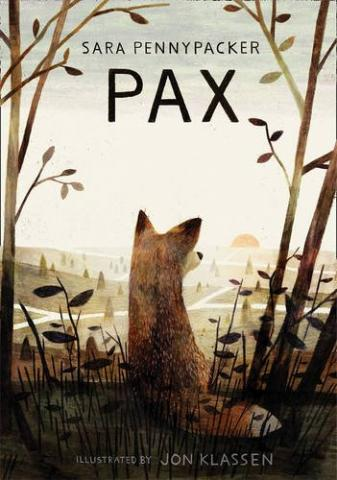 SARA PENNYPACKER
PAX
ILLUSTRATED BY JON KLASSEN